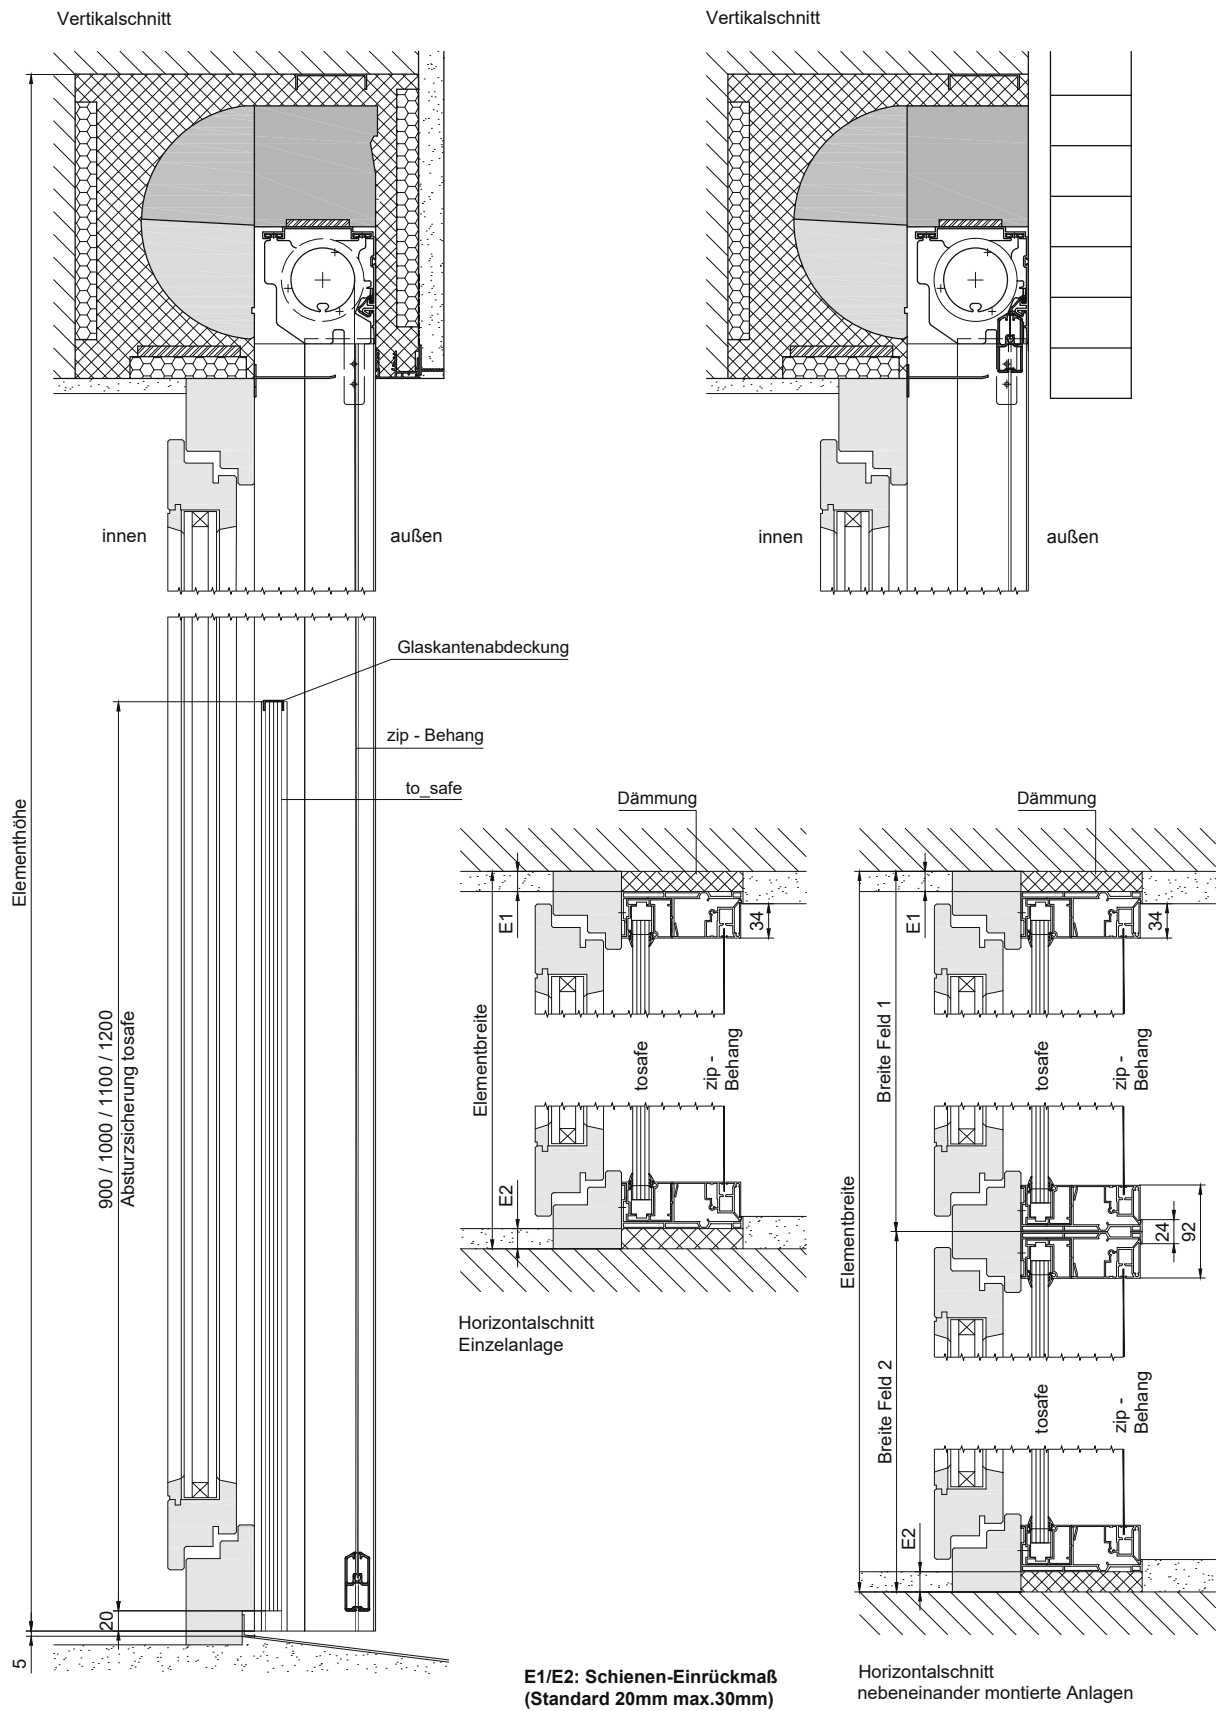 Vertikalschnitt
Vertikalschnitt
innen
außen
innen
außen
Glaskantenabdeckung
zip - Behang
to_safe
Elementhöhe
900 / 1000 / 1100 / 1200
Absturzsicherung tosafe
20
5
Dämmung
E1
34
Elementbreite
tosafe
zip -
Behang
E2
Horizontalschnitt
Einzelanlage
Dämmung
E1
34
Breite Feld 1
tosafe
zip -
Behang
Elementbreite
24
92
Breite Feld 2
tosafe
zip -
Behang
E2
E1/E2: Schienen-Einrückmaß
(Standard 20mm max.30mm)
Horizontalschnitt
nebeneinander montierte Anlagen